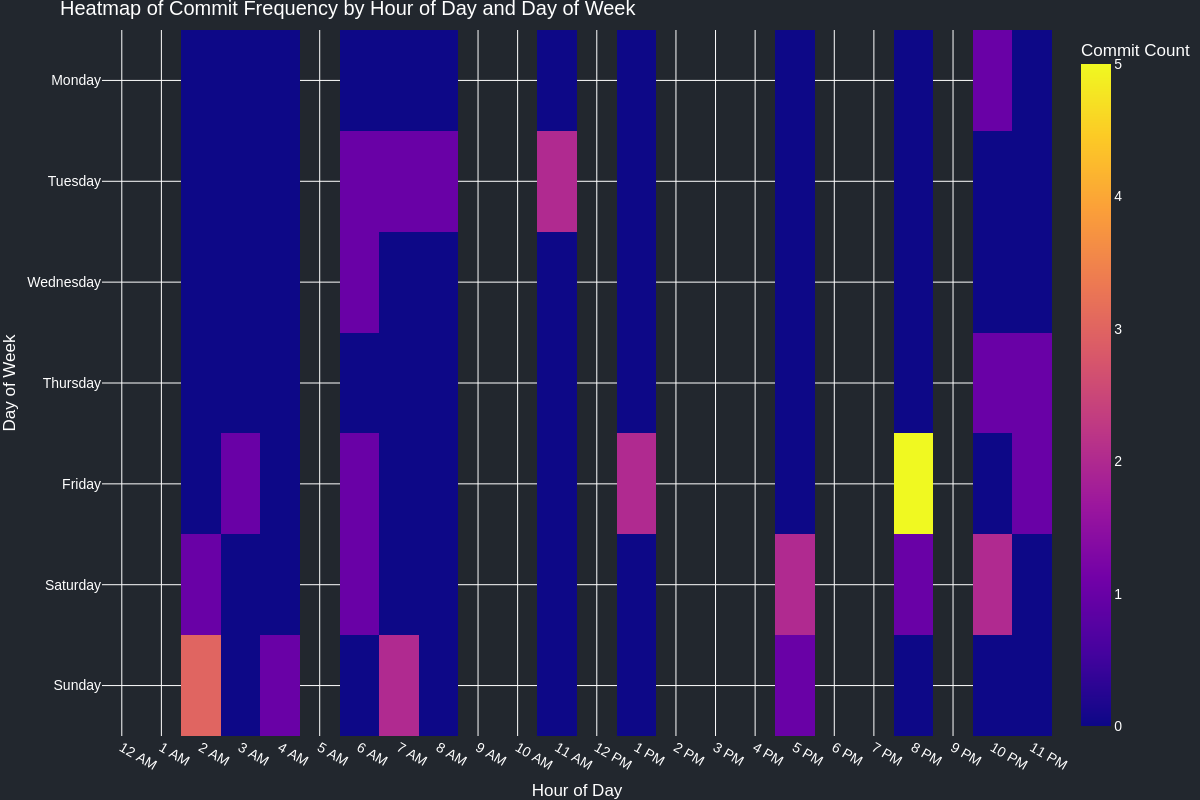 Heatmap of Commit Frequency by Hour of Day and Day of Week
Commit Count
5
4
3
2
1
0
Day of Week
Monday
Tuesday
Wednesday
Thursday
Friday
Saturday
Sunday
12 AM
1 AM
2 AM
3 AM
4 AM
5 AM
6 AM
7 AM
8 AM
9 AM
10 AM
11 AM
12 PM
1 PM
2 PM
3 PM
4 PM
5 PM
6 PM
7 PM
8 PM
9 PM
10 PM
11 PM
Hour of Day